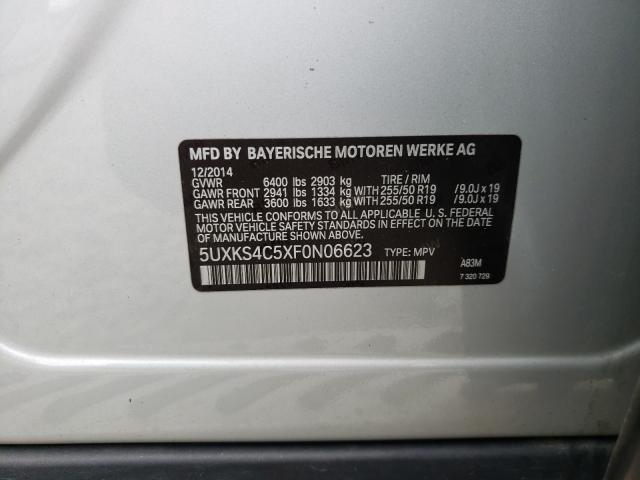 MFD BY BAYERISCHE MOTOREN WERKE AG
12/2014
GVWR 6400 lbs 2903 kg TIRE / RIM
GAWR FRONT 2941 lbs 1334 kg WITH 255/50 R19 /9.0J x 19
GAWR REAR 3600 lbs 1633 kg WITH 255/50 R19 /9.0J x 19
THIS VEHICLE CONFORMS TO ALL APPLICABLE U. S. FEDERAL
MOTOR VEHICLE SAFETY STANDARDS IN EFFECT ON THE DATE
OF MANUFACTURE SHOWN ABOVE.
5UXKS4C5XF0N06623 TYPE: MPV
A83M
7 320 729